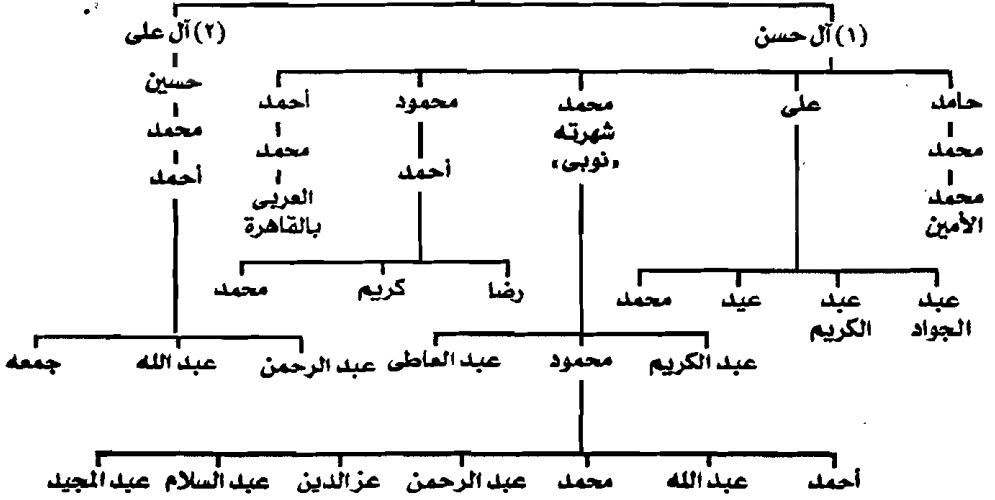 (١) آل حسن (٢) آل على
حامد على محمد محمود أحمد حسين
محمد شهرته محمد محمد
«نوبى» أحمد أحمد
محمد العربى
الأمين بالقاهرة
عبد عبد عيد محمد رضا كريم محمد
الجواد الكريم
عبد الكريم محمود عبد العاطى عبد الرحمن عبد الله جمعه
أحمد عبد الله محمد عبد الرحمن عز الدين عبد السلام عبد المجيد